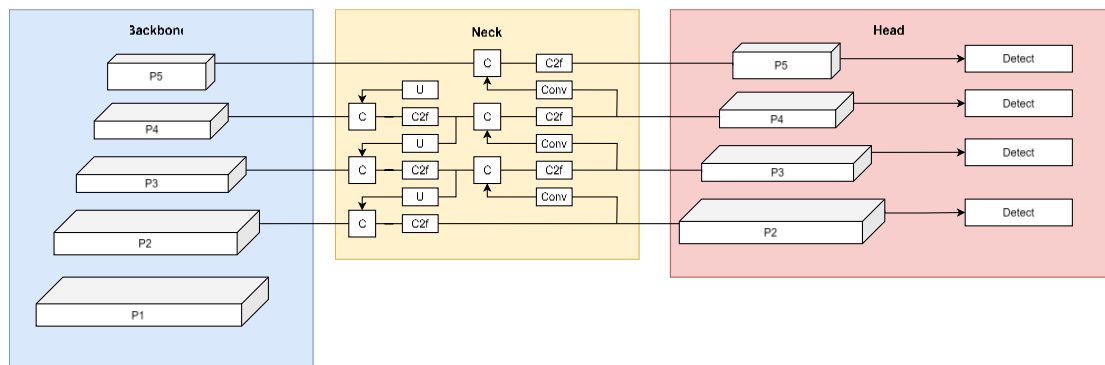 Backbone
P5
P4
P3
P2
P1
Neck
C
C2f
U
Conv
C
C2f
C
C2f
U
Conv
C
C2f
C
C2f
U
Conv
C
C2f
Head
P5
Detect
P4
Detect
P3
Detect
P2
Detect